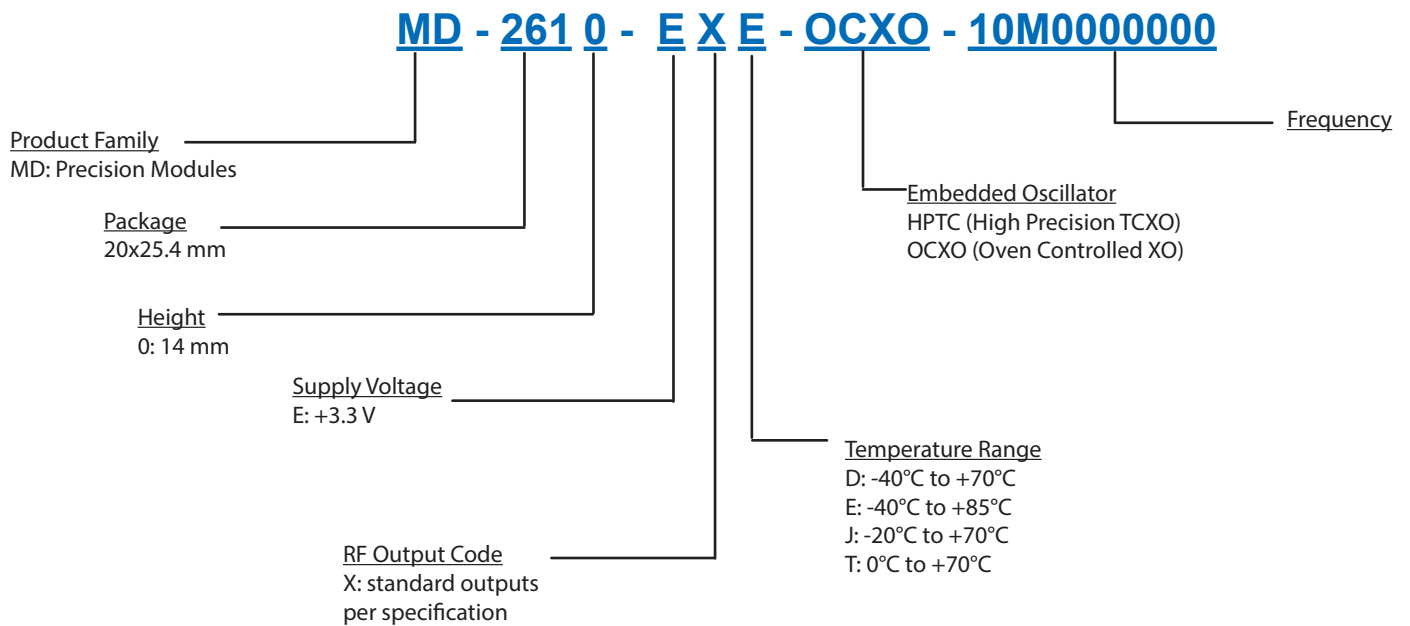 MD - 261 0 - E X E - OCXO - 10M0000000
Frequency
Product Family
MD: Precision Modules
Embedded Oscillator
HPTC (High Precision TCXO)
OCXO (Oven Controlled XO)
Package
20x25.4 mm
Height
0: 14 mm
Supply Voltage
E: +3.3 V
Temperature Range
D: -40°C to +70°C
E: -40°C to +85°C
J: -20°C to +70°C
T: 0°C to +70°C
RF Output Code
X: standard outputs
per specification